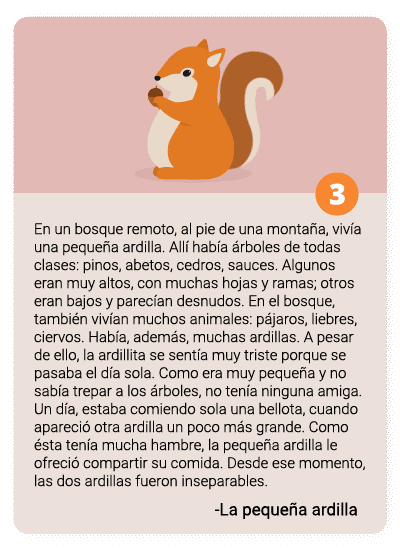 3
En un bosque remoto, al pie de una montaña, vivía
una pequeña ardilla. Allí había árboles de todas
clases: pinos, abetos, cedros, sauces. Algunos
eran muy altos, con muchas hojas y ramas; otros
eran bajos y parecían desnudos. En el bosque,
también vivían muchos animales: pájaros, liebres,
ciervos. Había, además, muchas ardillas. A pesar
de ello, la ardillita se sentía muy triste porque se
pasaba el día sola. Como era muy pequeña y no
sabía trepar a los árboles, no tenía ninguna amiga.
Un día, estaba comiendo sola una bellota, cuando
apareció otra ardilla un poco más grande. Como
ésta tenía mucha hambre, la pequeña ardilla le
ofreció compartir su comida. Desde ese momento,
las dos ardillas fueron inseparables.
-La pequeña ardilla